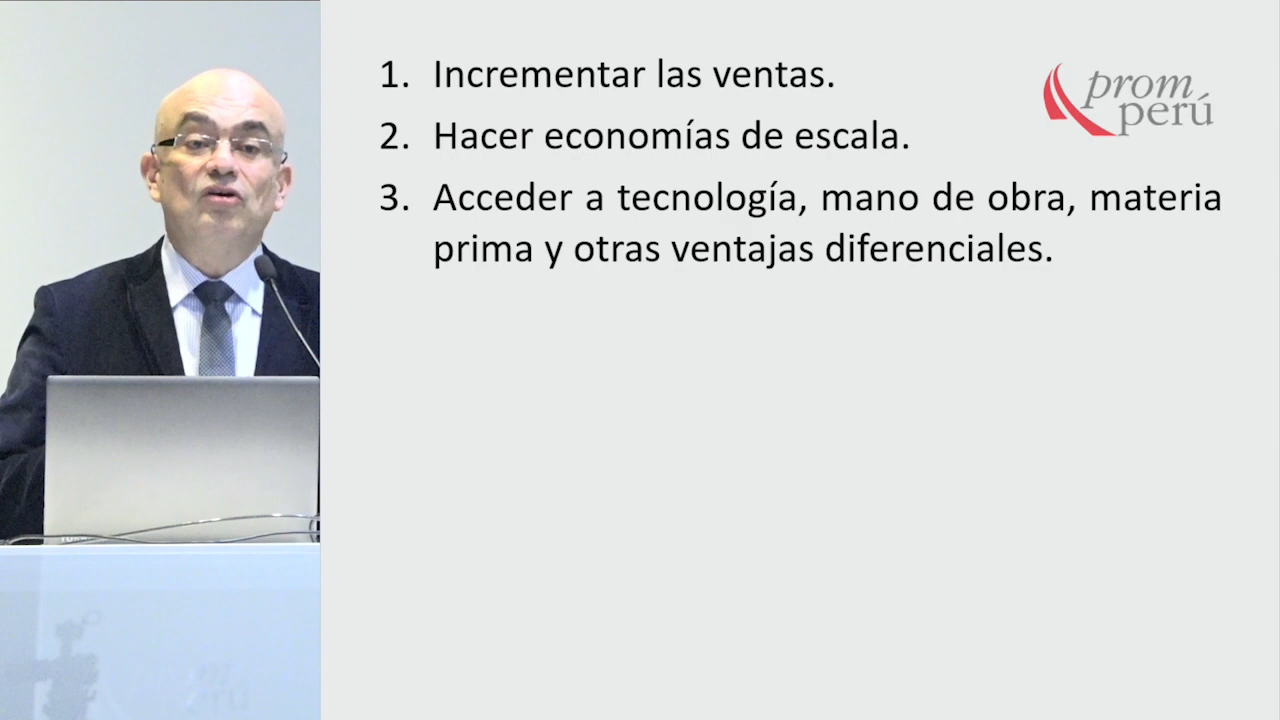 1. Incrementar las ventas.
2. Hacer economías de escala.
3. Acceder a tecnología, mano de obra, materia
prima y otras ventajas diferenciales.
prom
perú